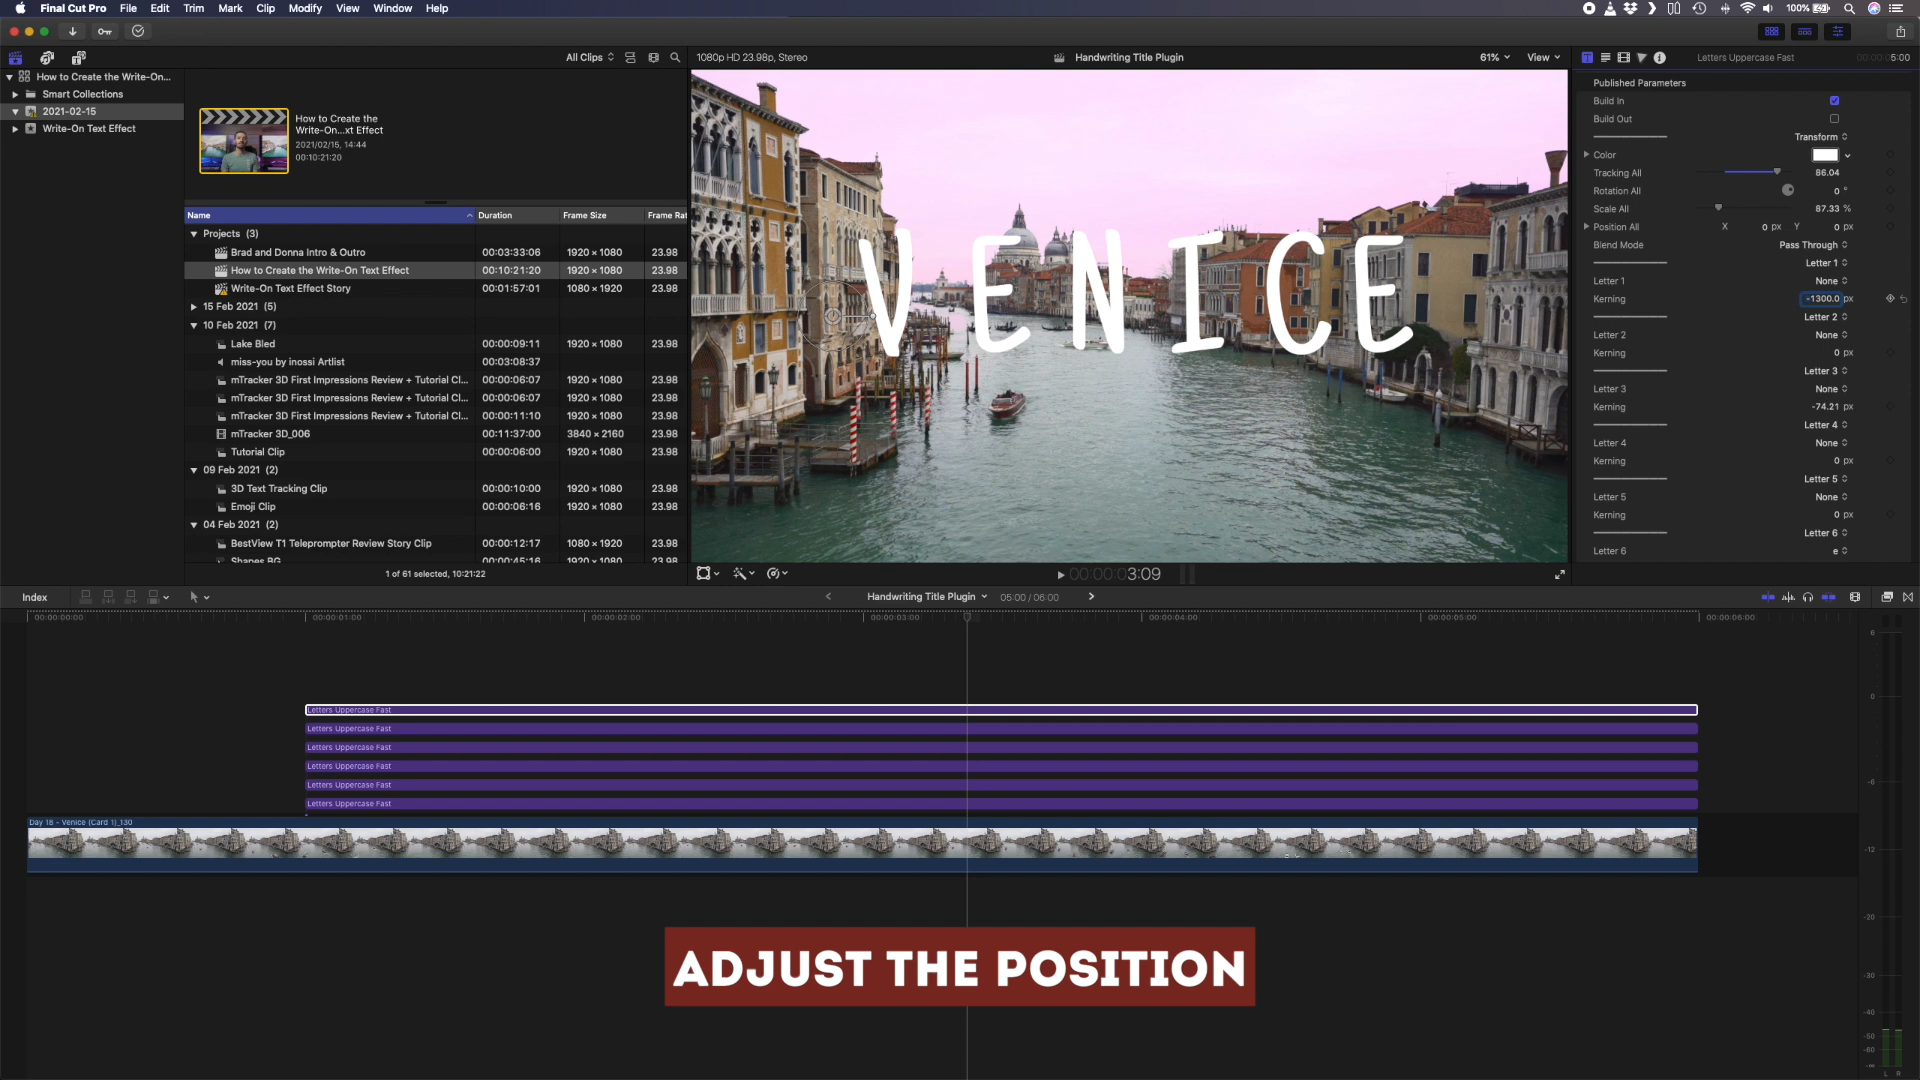 Final Cut Pro File Edit Trim Mark Clip Modify View Window Help
100%
All Clips
1080p HD 23.98p, Stereo
Handwriting Title Plugin
61% View
Letters Uppercase Fast
5:00
How to Create the Write-On...
Smart Collections
2021-02-15
Write-On Text Effect
How to Create the
Write-On...xt Effect
2021/02/15, 14:44
00:10:21:20
Name Duration Frame Size Frame Rat
Projects (3)
Brad and Donna Intro & Outro 00:03:33:06 1920 × 1080 23.98
How to Create the Write-On Text Effect 00:10:21:20 1920 × 1080 23.98
Write-On Text Effect Story 00:01:57:01 1080 × 1920 23.98
15 Feb 2021 (5)
10 Feb 2021 (7)
Lake Bled 00:00:09:11 1920 × 1080 23.98
miss-you by inossi Artlist 00:03:08:37
mTracker 3D First Impressions Review + Tutorial Cl... 00:00:06:07 1920 × 1080 23.98
mTracker 3D First Impressions Review + Tutorial Cl... 00:00:06:07 1920 × 1080 23.98
mTracker 3D First Impressions Review + Tutorial Cl... 00:00:11:10 1920 × 1080 23.98
mTracker 3D_006 00:11:37:00 3840 × 2160 23.98
Tutorial Clip 00:00:06:00 1920 × 1080 23.98
09 Feb 2021 (2)
3D Text Tracking Clip 00:00:10:00 1920 × 1080 23.98
Emoji Clip 00:00:06:16 1920 × 1080 23.98
04 Feb 2021 (2)
BestView T1 Teleprompter Review Story Clip 00:00:12:17 1080 × 1920 23.98
Shapes BG 00:00:45:16 1920 × 1080 23.98
1 of 61 selected, 10:21:22
VENICE
00:00:03:09
Published Parameters
Build In
Build Out
Transform
Color
Tracking All 86.04
Rotation All 0 °
Scale All 87.33 %
Position All X 0 px Y 0 px
Blend Mode Pass Through
Letter 1
Letter 1 None
Kerning -1300.0 px
Letter 2
Letter 2 None
Kerning 0 px
Letter 3
Letter 3 None
Kerning -74.21 px
Letter 4
Letter 4 None
Kerning 0 px
Letter 5
Letter 5 None
Kerning 0 px
Letter 6
Letter 6 e
Index
Handwriting Title Plugin 05:00 / 06:00
00:00:00:00 00:00:01:00 00:00:02:00 00:00:03:00 00:00:04:00 00:00:05:00 00:00:06:00
Letters Uppercase Fast
Letters Uppercase Fast
Letters Uppercase Fast
Letters Uppercase Fast
Letters Uppercase Fast
Letters Uppercase Fast
Day 18 - Venice (Card 1)_130
6
0
-6
-12
-20
-30
-40
-50
-60
-∞
L R
ADJUST THE POSITION